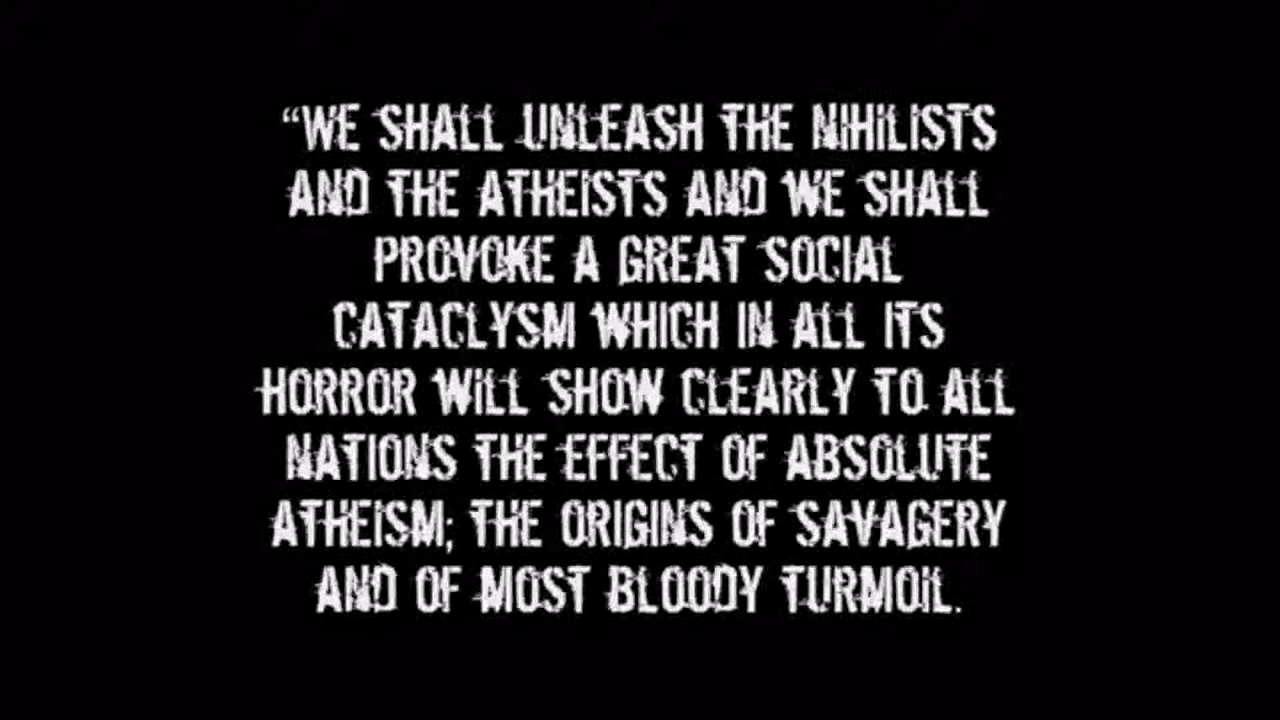 “WE SHALL UNLEASH THE NIHILISTS
AND THE ATHEISTS AND WE SHALL
PROVOKE A GREAT SOCIAL
CATACLYSM WHICH IN ALL ITS
HORROR WILL SHOW CLEARLY TO ALL
NATIONS THE EFFECT OF ABSOLUTE
ATHEISM; THE ORIGINS OF SAVAGERY
AND OF MOST BLOODY TURMOIL.